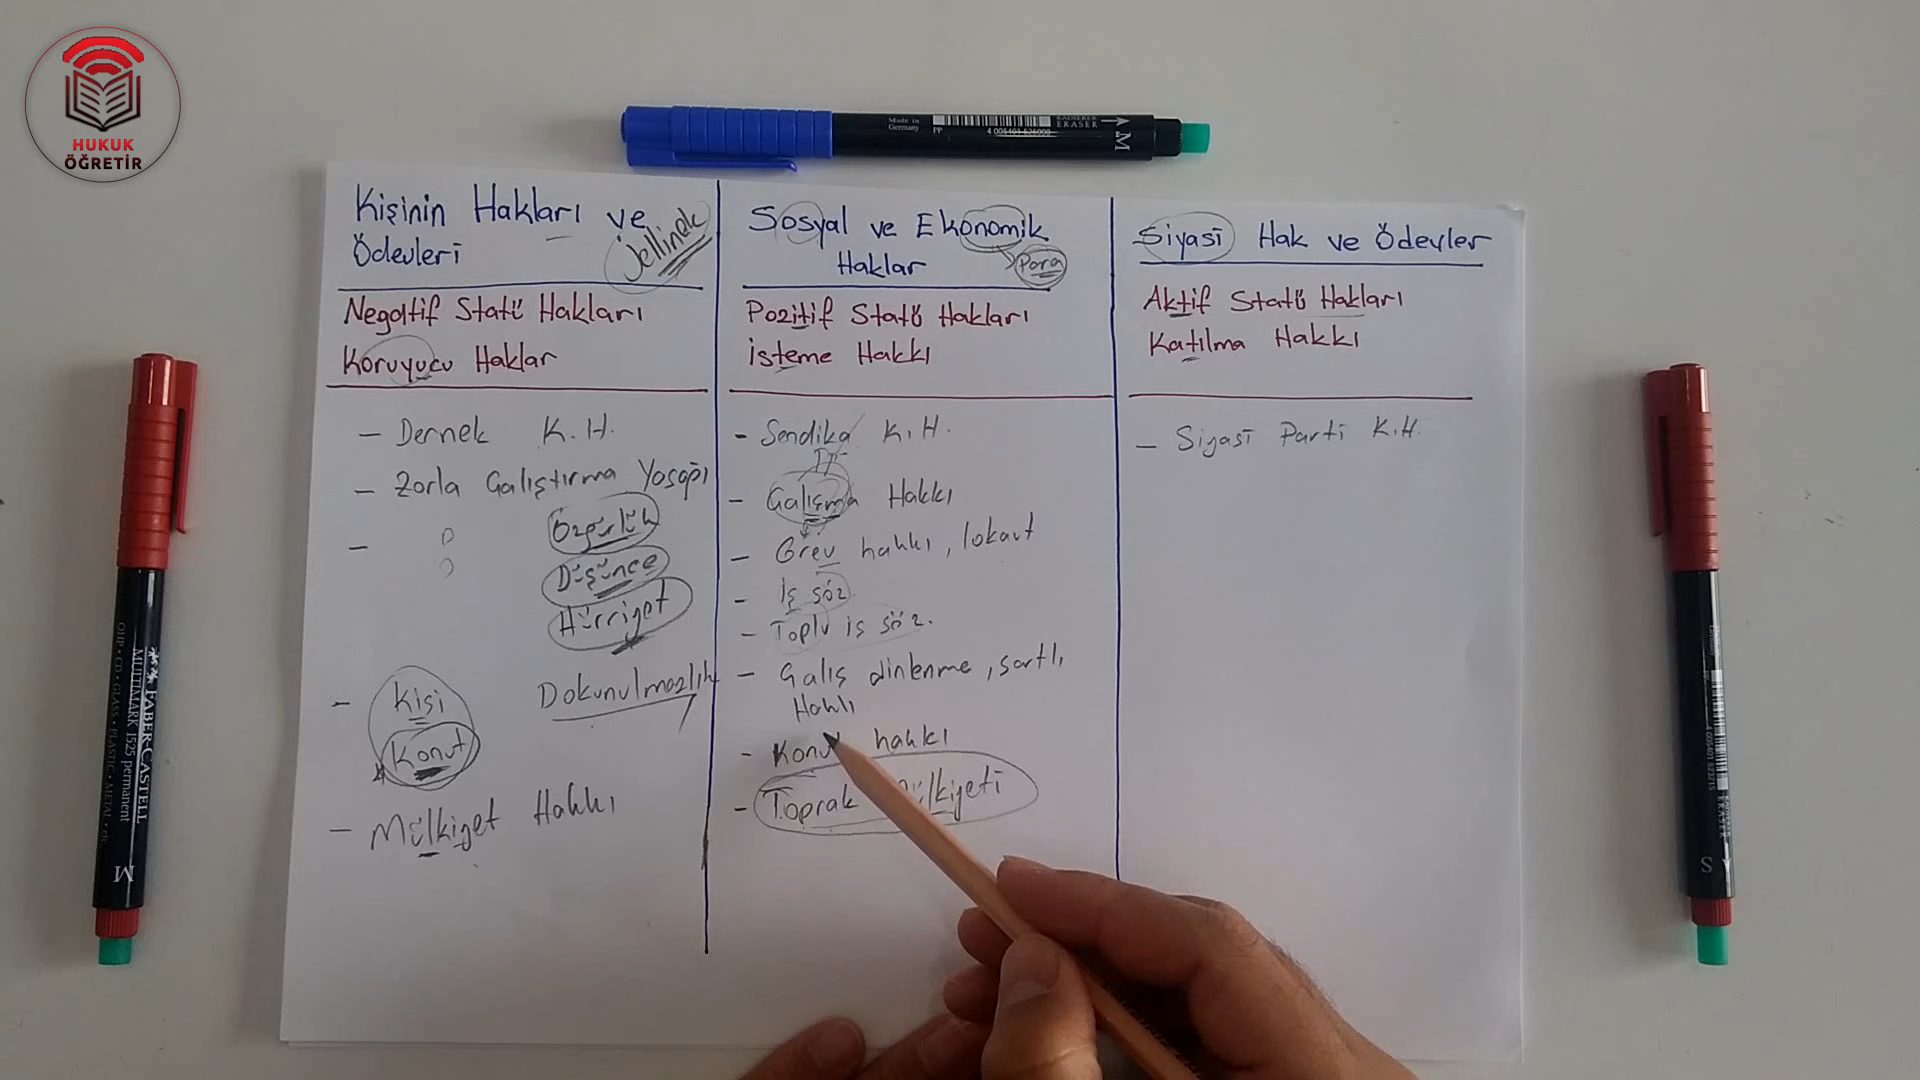 HUKUK
ÖĞRETİR
Made in
Germany
PP
4 005401
ERASER
M
Kişinin Hakları ve
Ödevleri
Jellinek
Negatif Statü Hakları
Koruyucu Haklar
- Dernek K.H.
- Zorla Çalıştırma Yasağı
- Özgürlük
Düşünce
Hürriyet
- Kişi Dokunulmazlık
Konut
- Mülkiyet Hakkı
Sosyal ve Ekonomik
Haklar
Para
Pozitif Statü Hakları
İsteme Hakkı
- Sendika K.H.
- Çalışma Hakkı
- Grev hakkı, lokavt
- İş söz.
- Toplu iş söz.
- Çalış dinlenme, şartlı
Hakkı
- Konut hakkı
- Toprak Mülkiyeti
Siyasi Hak ve Ödevler
Aktif Statü Hakları
Katılma Hakkı
- Siyasi Parti K.H.
FABER-CASTELL
MULTIMARK 1525 permanent
OHP • CD • GLASS • PLASTIC • METAL • etc.
M
S